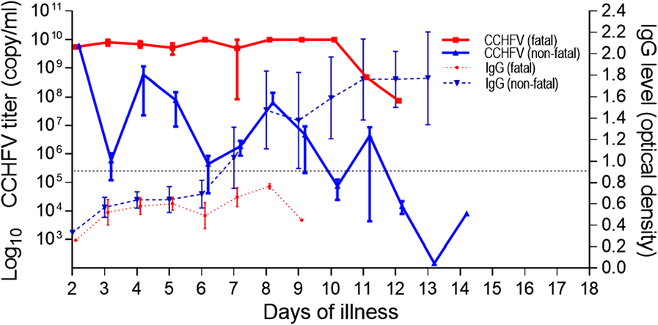 Log10 CCHFV titer (copy/ml)
10^10
10^9
10^8
10^7
10^6
10^5
10^4
10^3
CCHFV (fatal)
CCHFV (non-fatal)
IgG (fatal)
IgG (non-fatal)
2.4
2.2
2.0
1.8
1.6
1.4
1.2
1.0
0.8
0.6
0.4
0.2
0.0
IgG level (optical density)
2 3 4 5 6 7 8 9 10 11 12 13 14 15 16 17 18
Days of illness